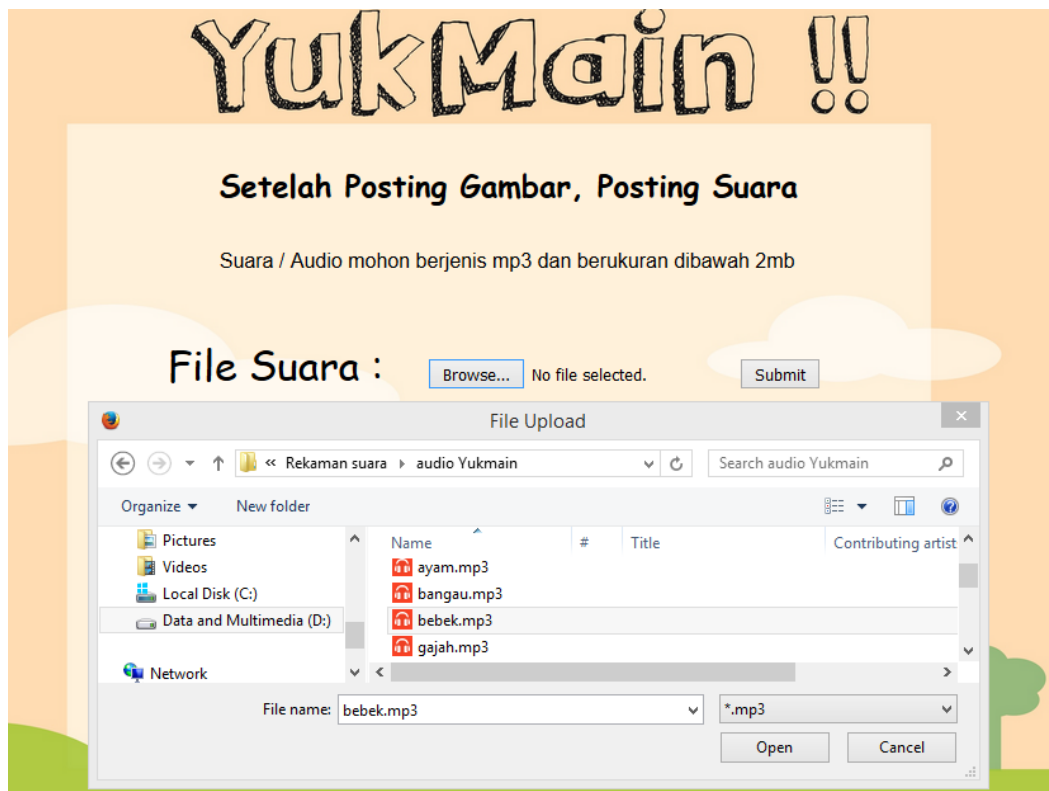 YukMain !!
Setelah Posting Gambar, Posting Suara
Suara / Audio mohon berjenis mp3 dan berukuran dibawah 2mb
File Suara : Browse... No file selected. Submit
File Upload
« Rekaman suara audio Yukmain Search audio Yukmain
Organize New folder
Pictures Name # Title Contributing artist
Videos ayam.mp3
Local Disk (C:) bangau.mp3
Data and Multimedia (D:) bebek.mp3
gajah.mp3
Network
File name: bebek.mp3 *.mp3
Open Cancel